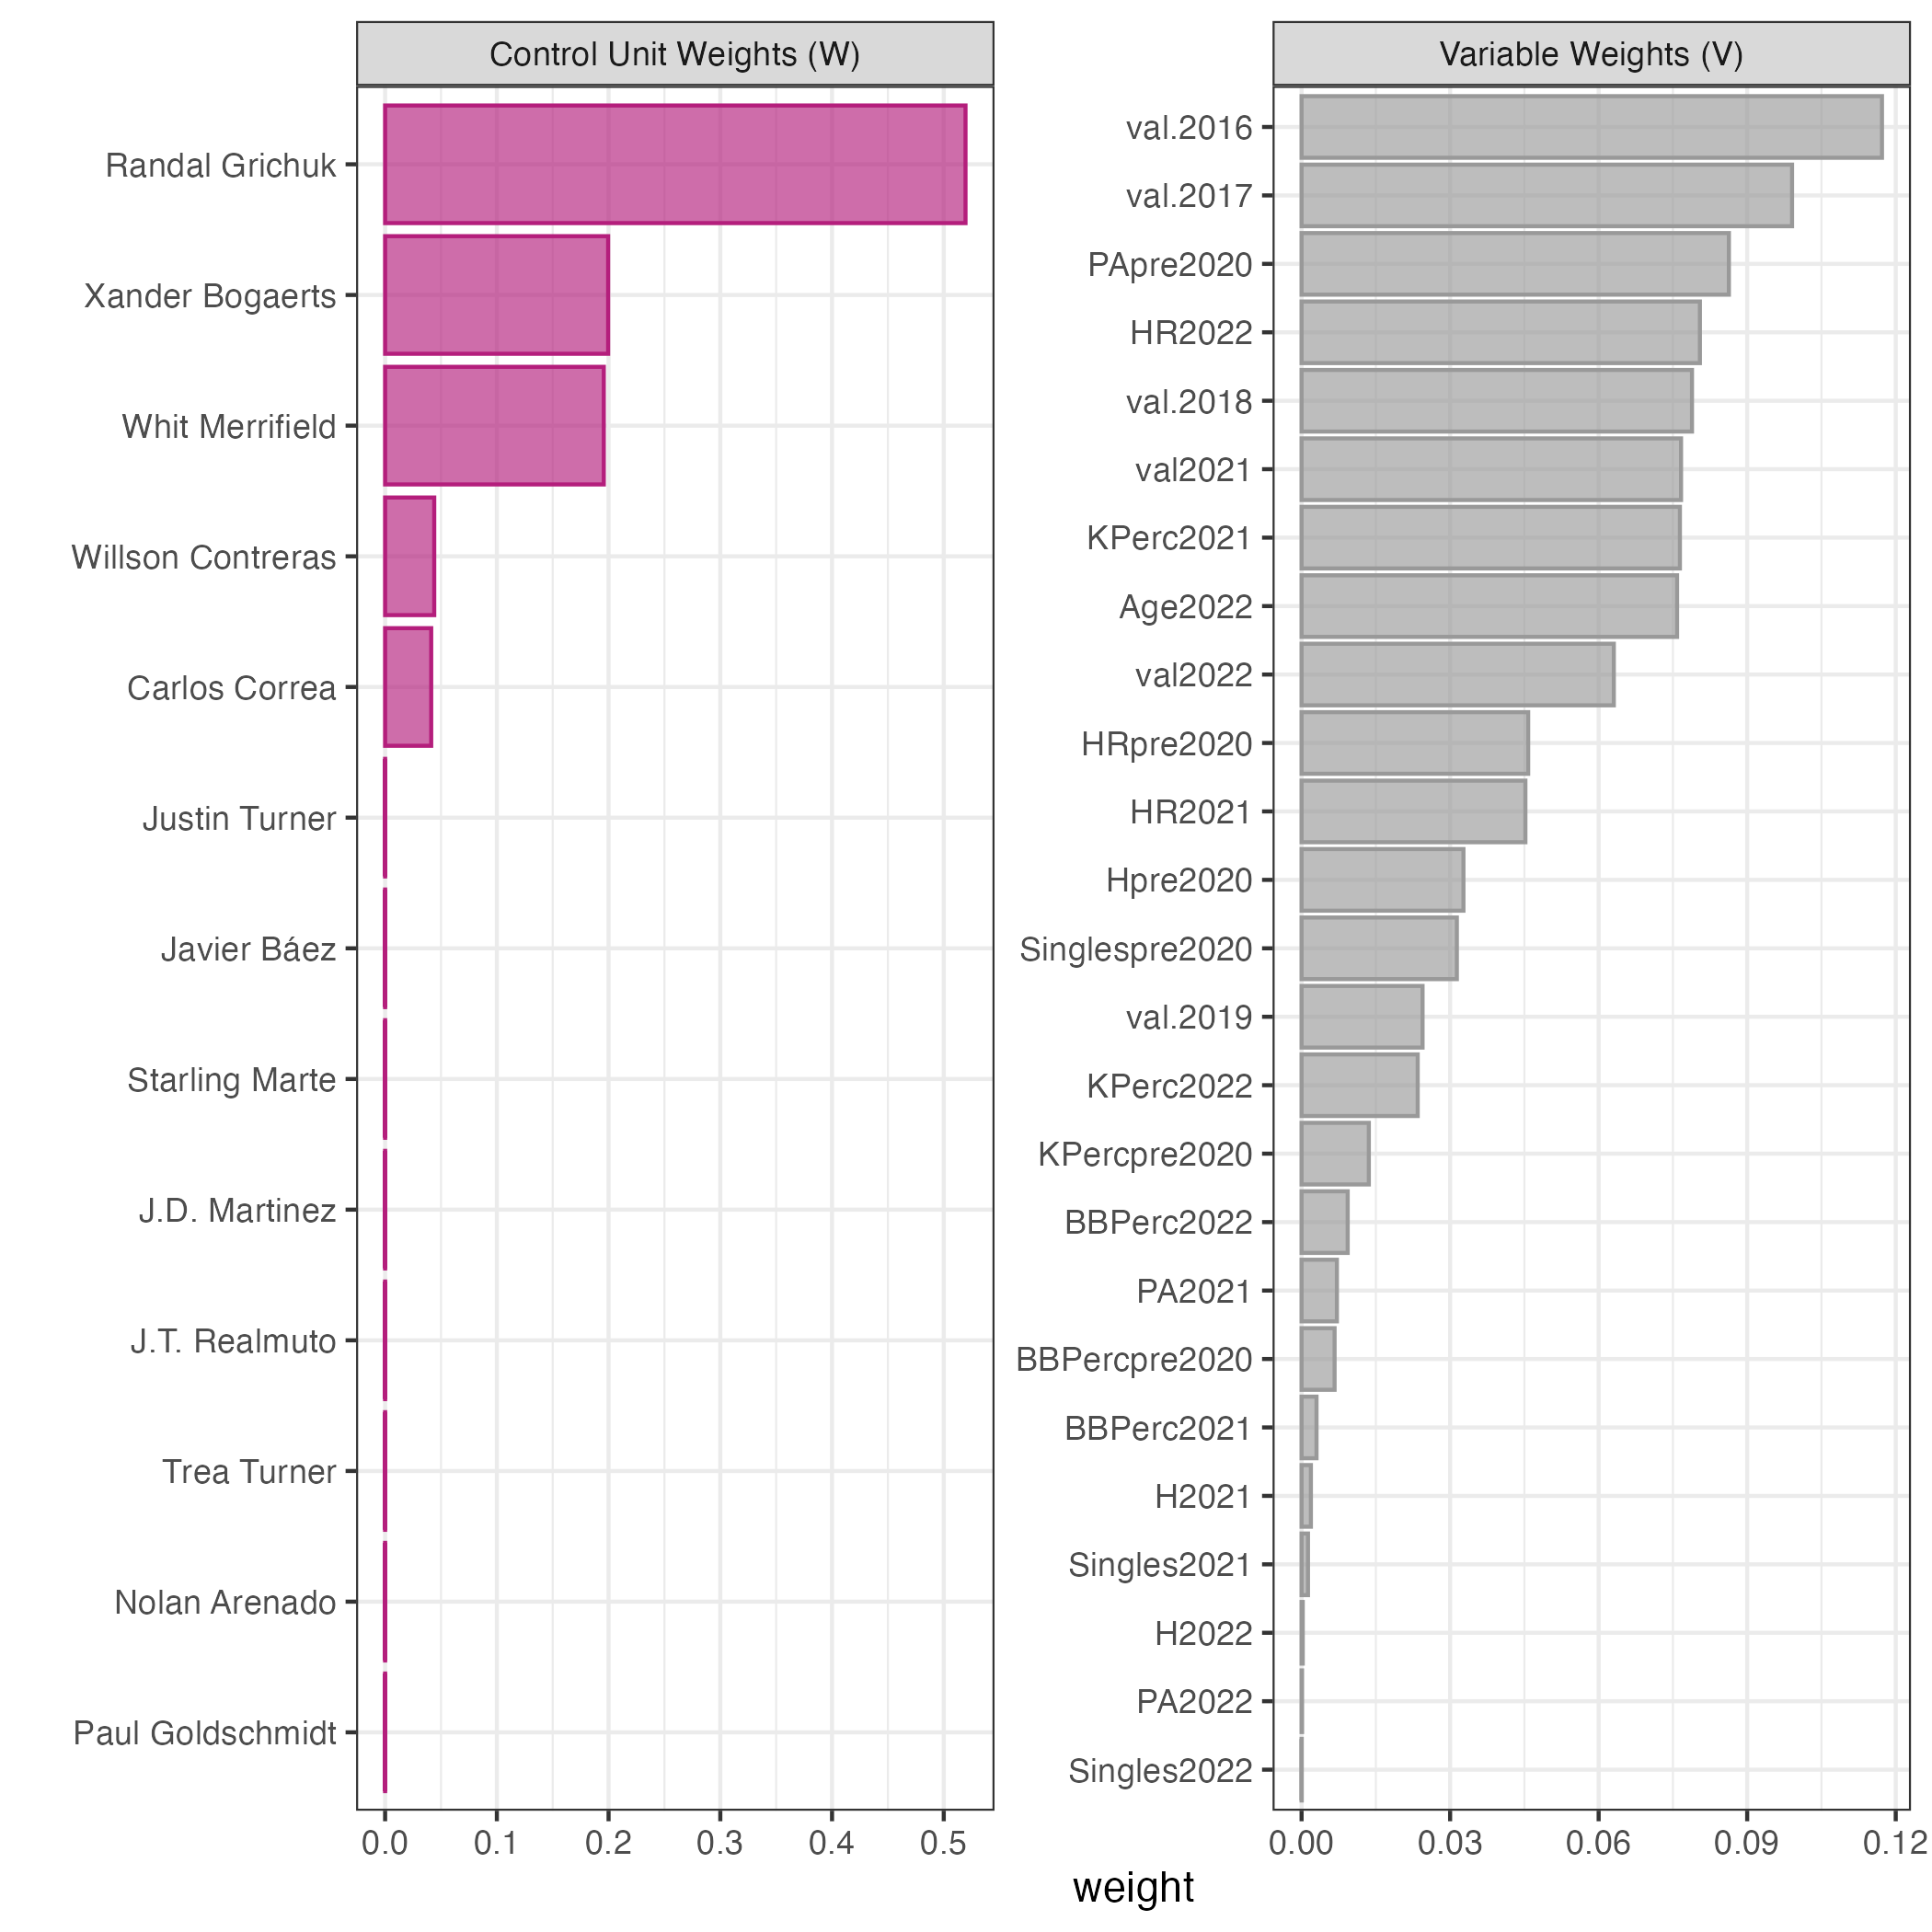 Control Unit Weights (W)
Randal Grichuk
Xander Bogaerts
Whit Merrifield
Willson Contreras
Carlos Correa
Justin Turner
Javier Báez
Starling Marte
J.D. Martinez
J.T. Realmuto
Trea Turner
Nolan Arenado
Paul Goldschmidt
0.0 0.1 0.2 0.3 0.4 0.5
Variable Weights (V)
val.2016
val.2017
PApre2020
HR2022
val.2018
val2021
KPerc2021
Age2022
val2022
HRpre2020
HR2021
Hpre2020
Singlespre2020
val.2019
KPerc2022
KPercpre2020
BBPerc2022
PA2021
BBPercpre2020
BBPerc2021
H2021
Singles2021
H2022
PA2022
Singles2022
0.00 0.03 0.06 0.09 0.12
weight